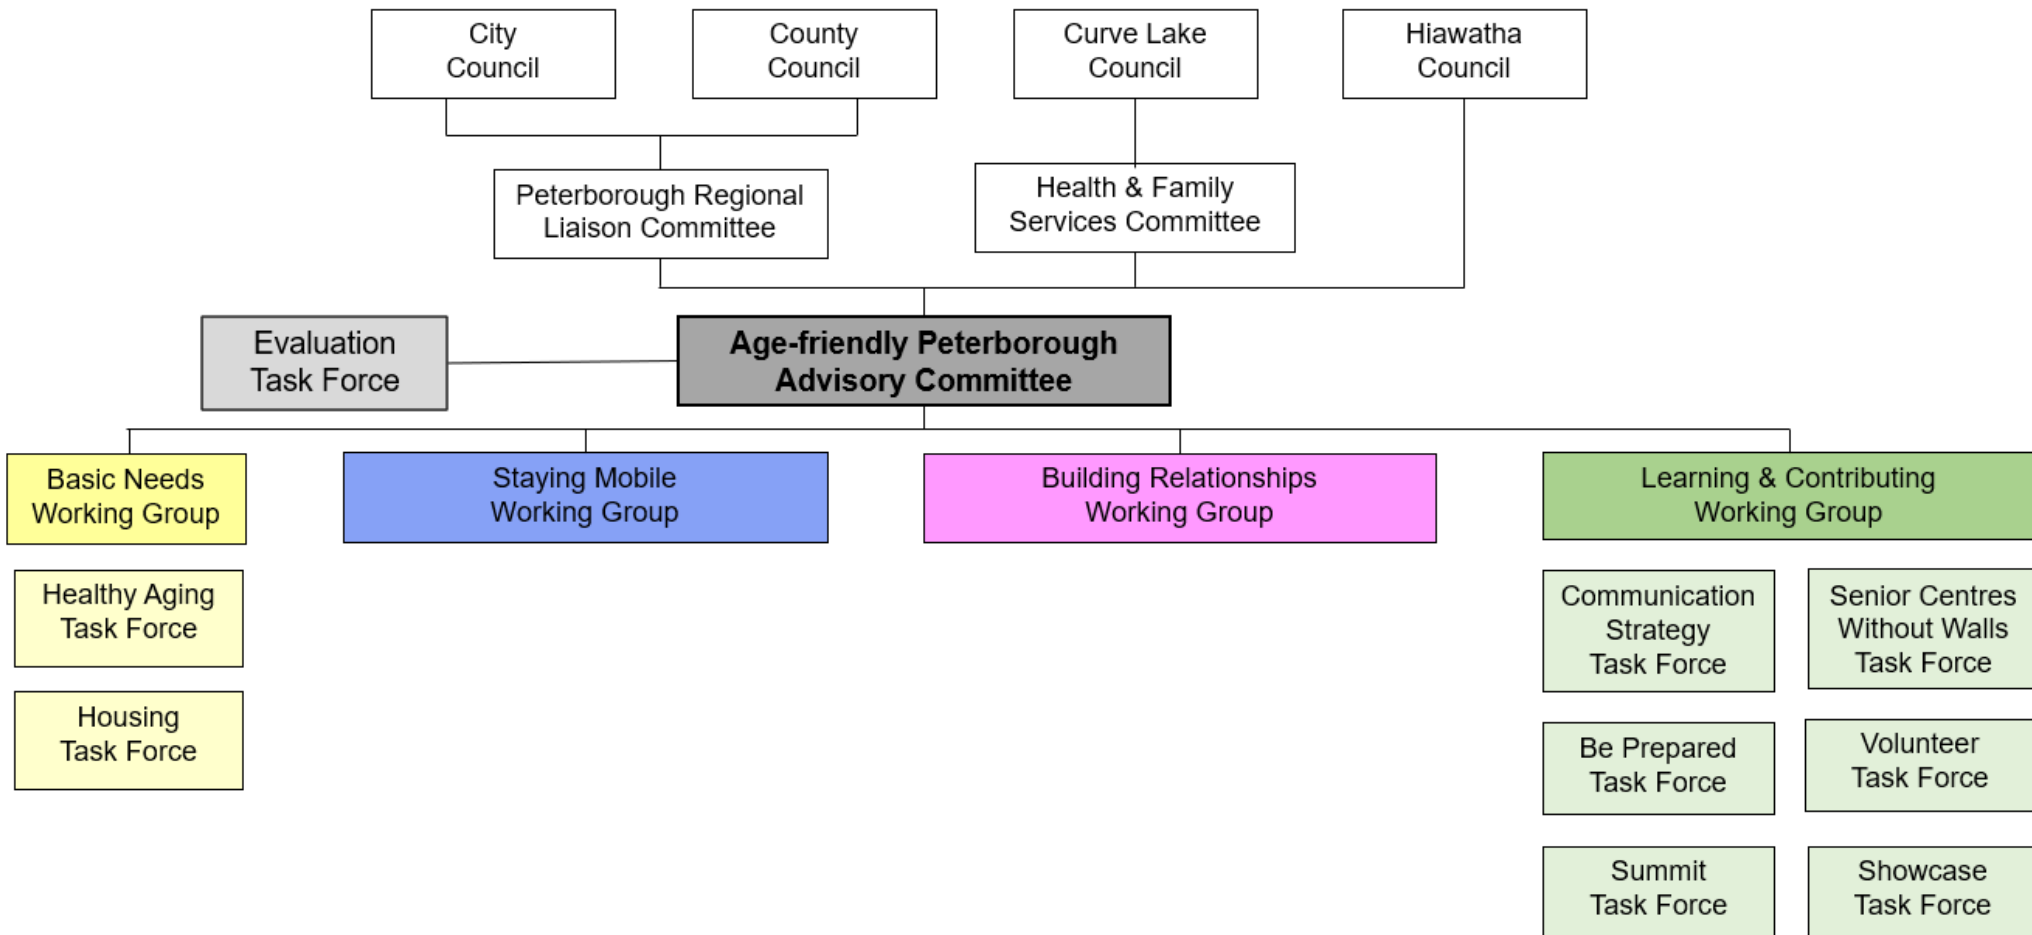 City
Council
County
Council
Curve Lake
Council
Hiawatha
Council
Peterborough Regional
Liaison Committee
Health & Family
Services Committee
Evaluation
Task Force
Age-friendly Peterborough
Advisory Committee
Basic Needs
Working Group
Staying Mobile
Working Group
Building Relationships
Working Group
Learning & Contributing
Working Group
Healthy Aging
Task Force
Housing
Task Force
Communication
Strategy
Task Force
Senior Centres
Without Walls
Task Force
Be Prepared
Task Force
Volunteer
Task Force
Summit
Task Force
Showcase
Task Force